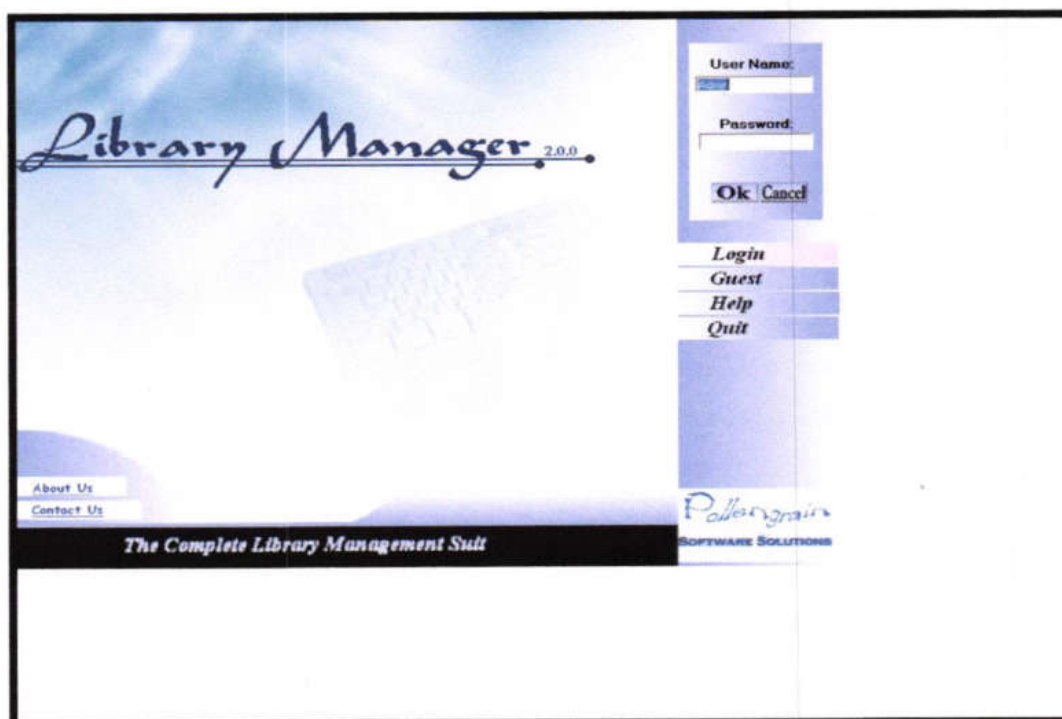 Library Manager 2.0.0
User Name:
Password:
Ok Cancel
Login
Guest
Help
Quit
About Us
Contact Us
The Complete Library Management Suit
Pollengrain
SOFTWARE SOLUTIONS